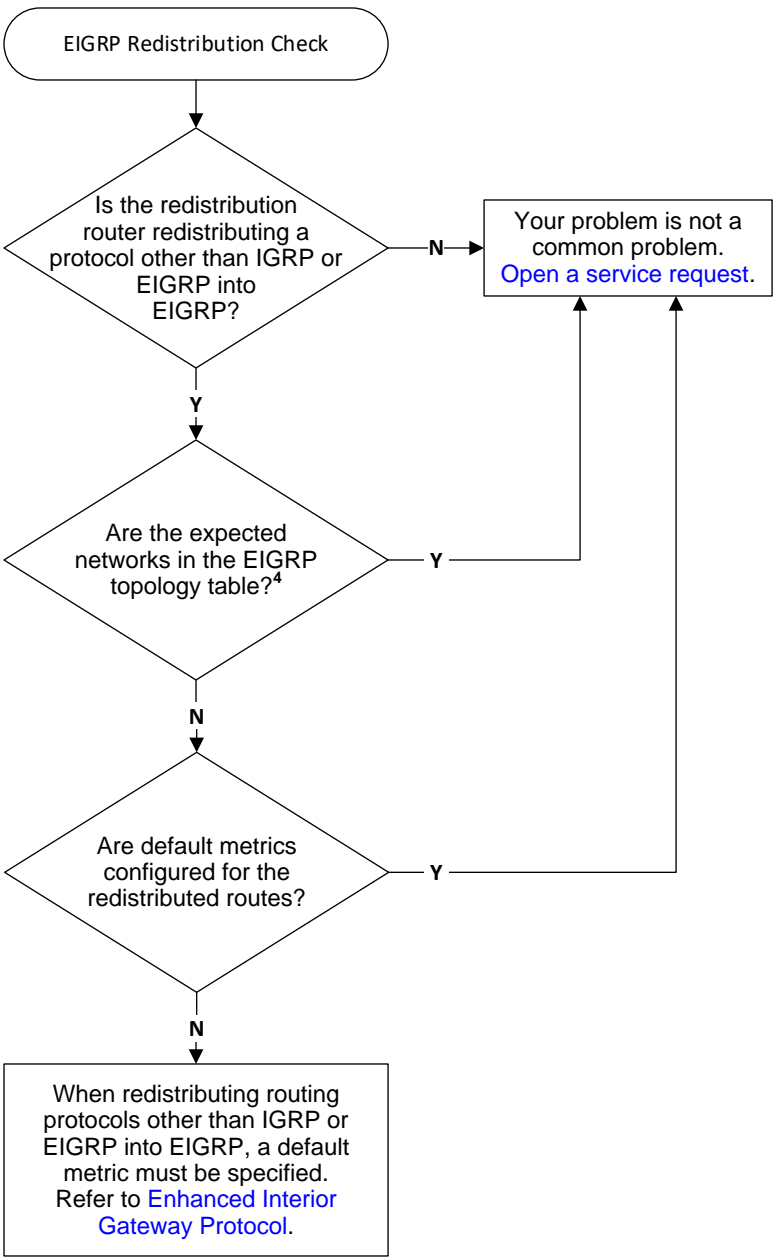 EIGRP Redistribution Check
Is the redistribution
router redistributing a
protocol other than IGRP or
EIGRP into
EIGRP?
N
Your problem is not a
common problem.
Open a service request.
Y
Are the expected
networks in the EIGRP
topology table?⁴
Y
N
Are default metrics
configured for the
redistributed routes?
Y
N
When redistributing routing
protocols other than IGRP or
EIGRP into EIGRP, a default
metric must be specified.
Refer to Enhanced Interior
Gateway Protocol.